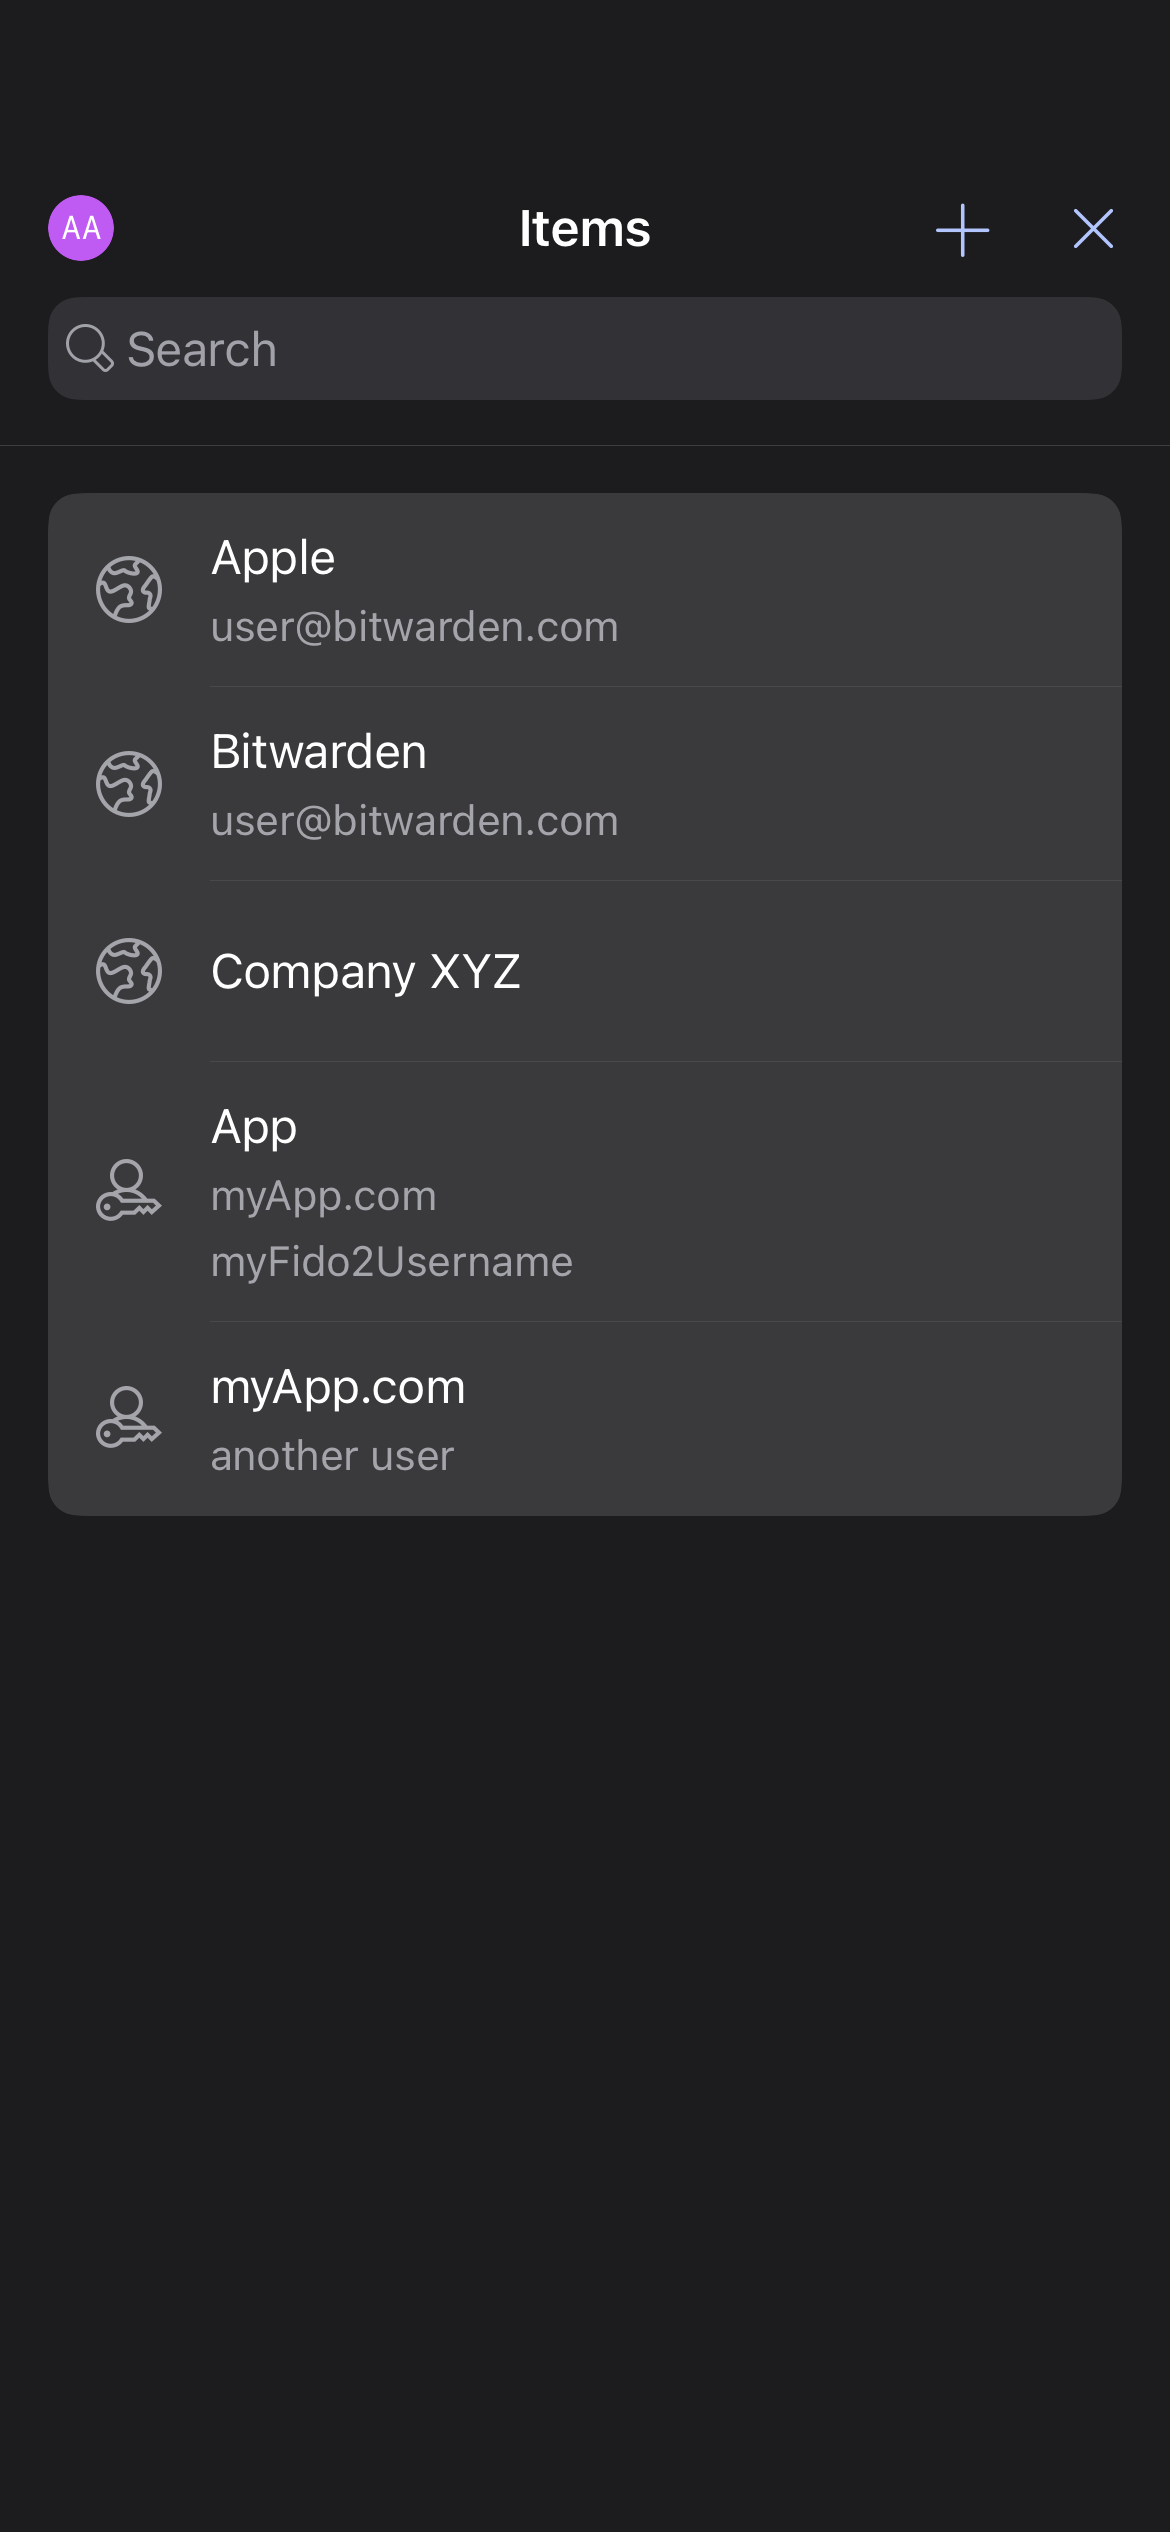 AA
Items
Search
Apple
user@bitwarden.com
Bitwarden
user@bitwarden.com
Company XYZ
App
myApp.com
myFido2Username
myApp.com
another user